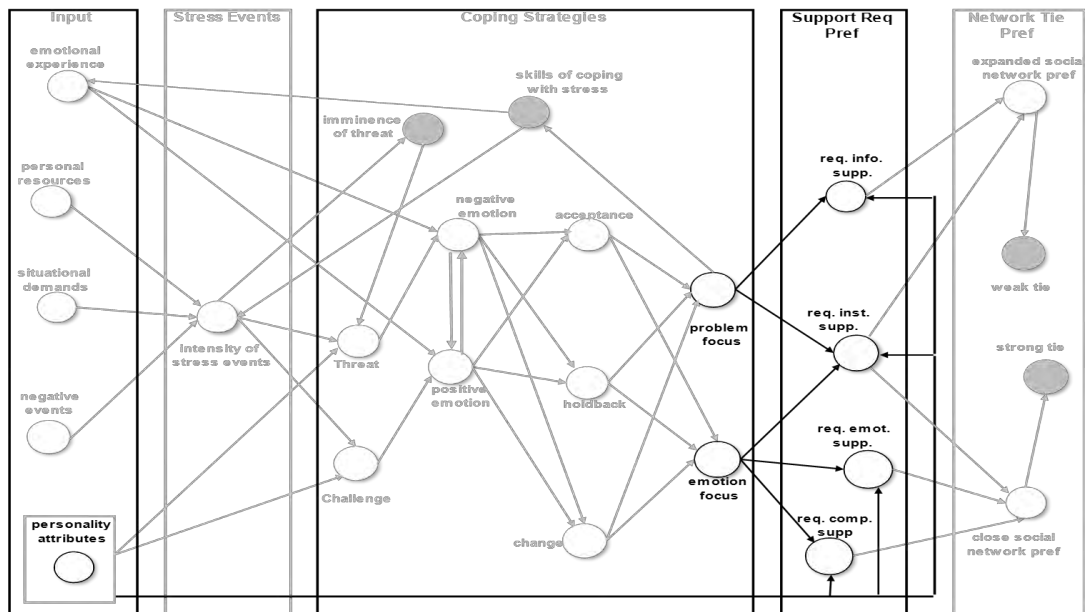 Input
Stress Events
Coping Strategies
Support Req
Pref
Network Tie
Pref
emotional
experience
personal
resources
situational
demands
negative
events
personality
attributes
Intensity of
stress events
imminence
of threat
skills of coping
with stress
negative
emotion
Threat
positive
emotion
Challenge
acceptance
holdback
change
problem
focus
emotion
focus
req. info.
supp.
req. inst.
supp.
req. emot.
supp.
req. comp.
supp
expanded social
network pref
weak tie
strong tie
close social
network pref